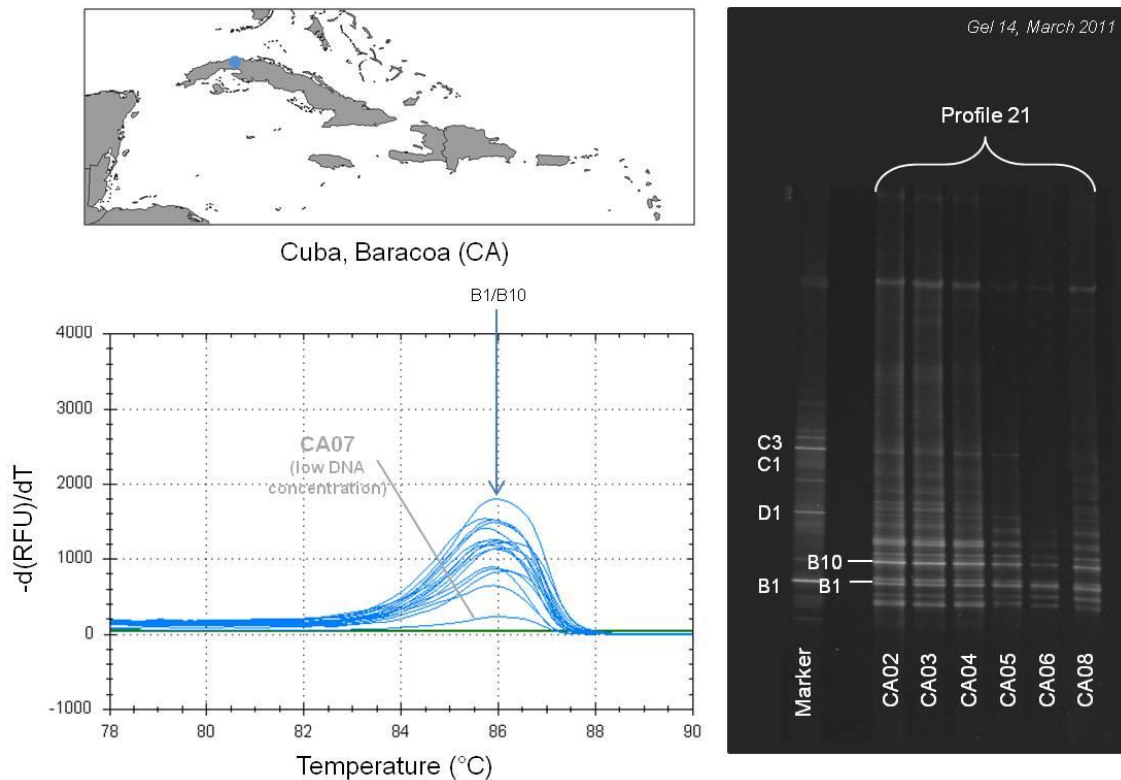 Cuba, Baracoa (CA)
B1/B10
4000
3000
2000
1000
0
-1000
-d(RFU)/dT
CA07
(low DNA
concentration)
78
80
82
84
86
88
90
Temperature (°C)
Gel 14, March 2011
Profile 21
C3
C1
D1
B10
B1
B1
Marker
CA02
CA03
CA04
CA05
CA06
CA08